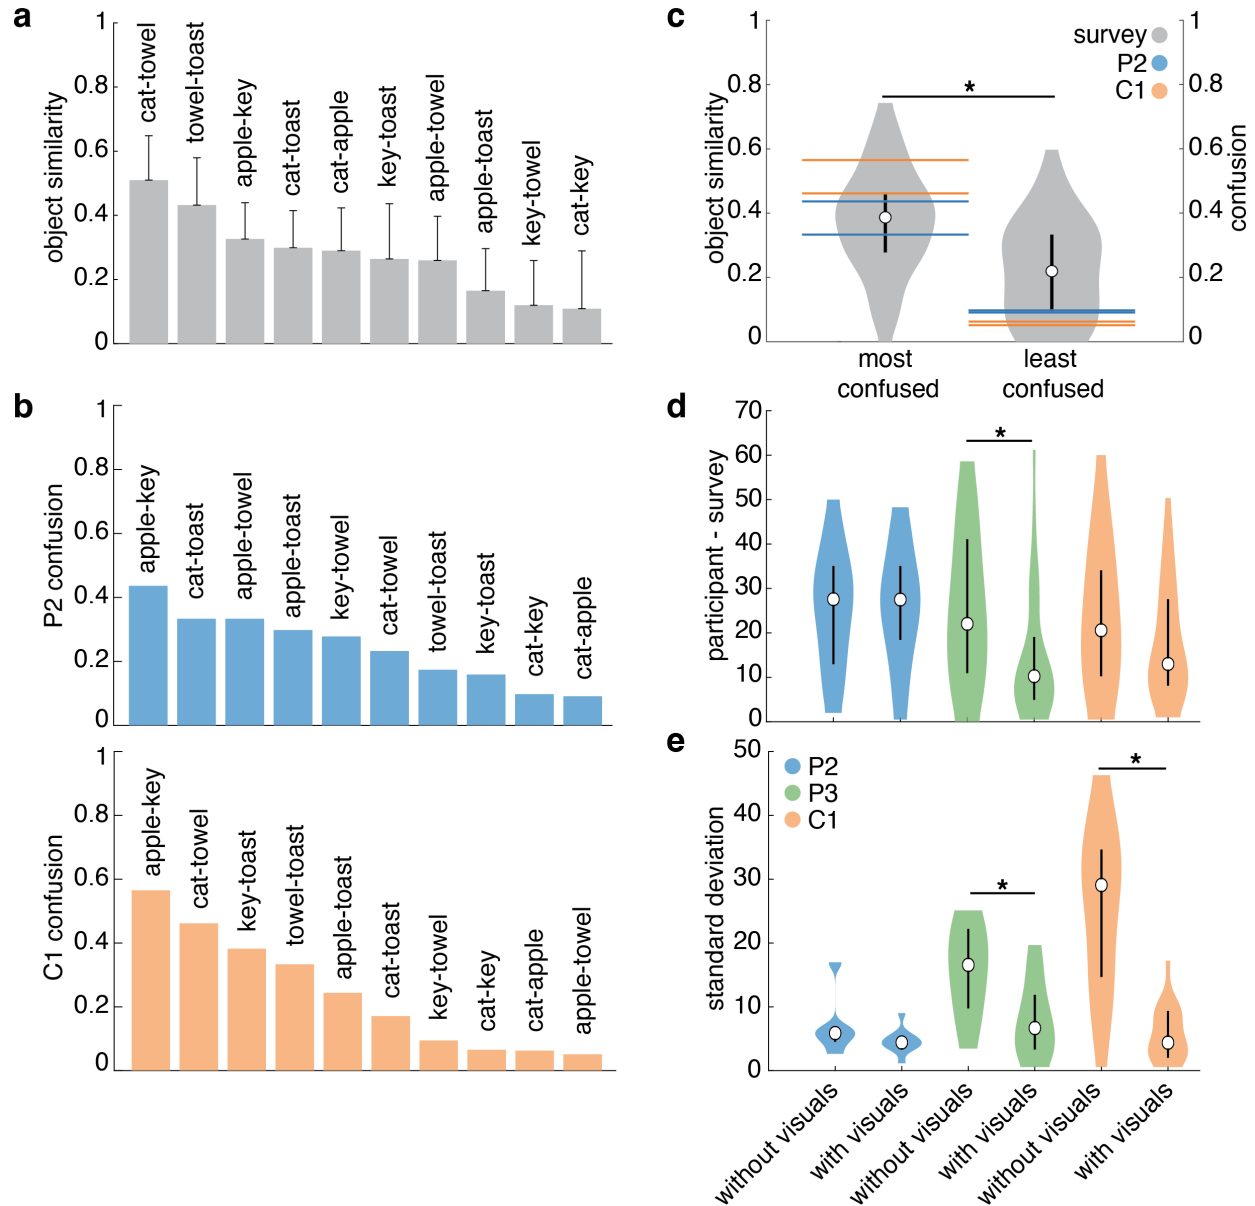 a
object similarity
1
0.8
0.6
0.4
0.2
0
cat-towel
towel-toast
apple-key
cat-toast
cat-apple
key-toast
apple-towel
apple-toast
key-towel
cat-key
b
P2 confusion
1
0.8
0.6
0.4
0.2
0
apple-key
cat-toast
apple-towel
apple-toast
key-towel
cat-towel
towel-toast
key-toast
cat-key
cat-apple
C1 confusion
1
0.8
0.6
0.4
0.2
0
apple-key
cat-towel
key-toast
towel-toast
apple-toast
cat-toast
key-towel
cat-key
cat-apple
apple-towel
c
object similarity
1
0.8
0.6
0.4
0.2
0
survey
P2
C1
*
1
0.8
0.6
0.4
0.2
0
confusion
most
confused
least
confused
d
participant - survey
70
60
50
40
30
20
10
0
*
e
standard deviation
50
40
30
20
10
0
P2
P3
C1
*
*
without visuals
with visuals
without visuals
with visuals
without visuals
with visuals